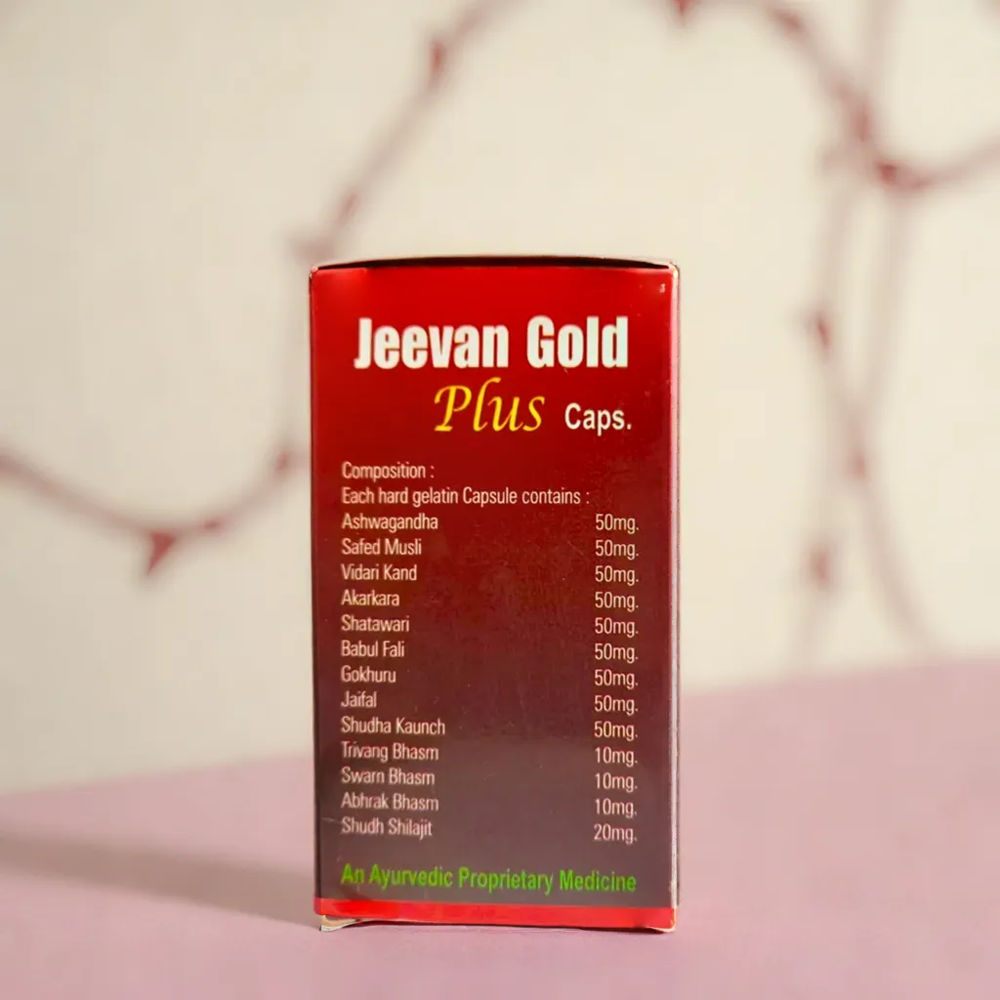 Jeevan Gold
Plus Caps.
Composition :
Each hard gelatin Capsule contains :
Ashwagandha 50mg.
Safed Musli 50mg.
Vidari Kand 50mg.
Akarkara 50mg.
Shatawari 50mg.
Babul Fali 50mg.
Gokhuru 50mg.
Jaifal 50mg.
Shudha Kaunch 50mg.
Trivang Bhasm 10mg.
Swarn Bhasm 10mg.
Abhrak Bhasm 10mg.
Shudh Shilajit 20mg.
An Ayurvedic Proprietary Medicine